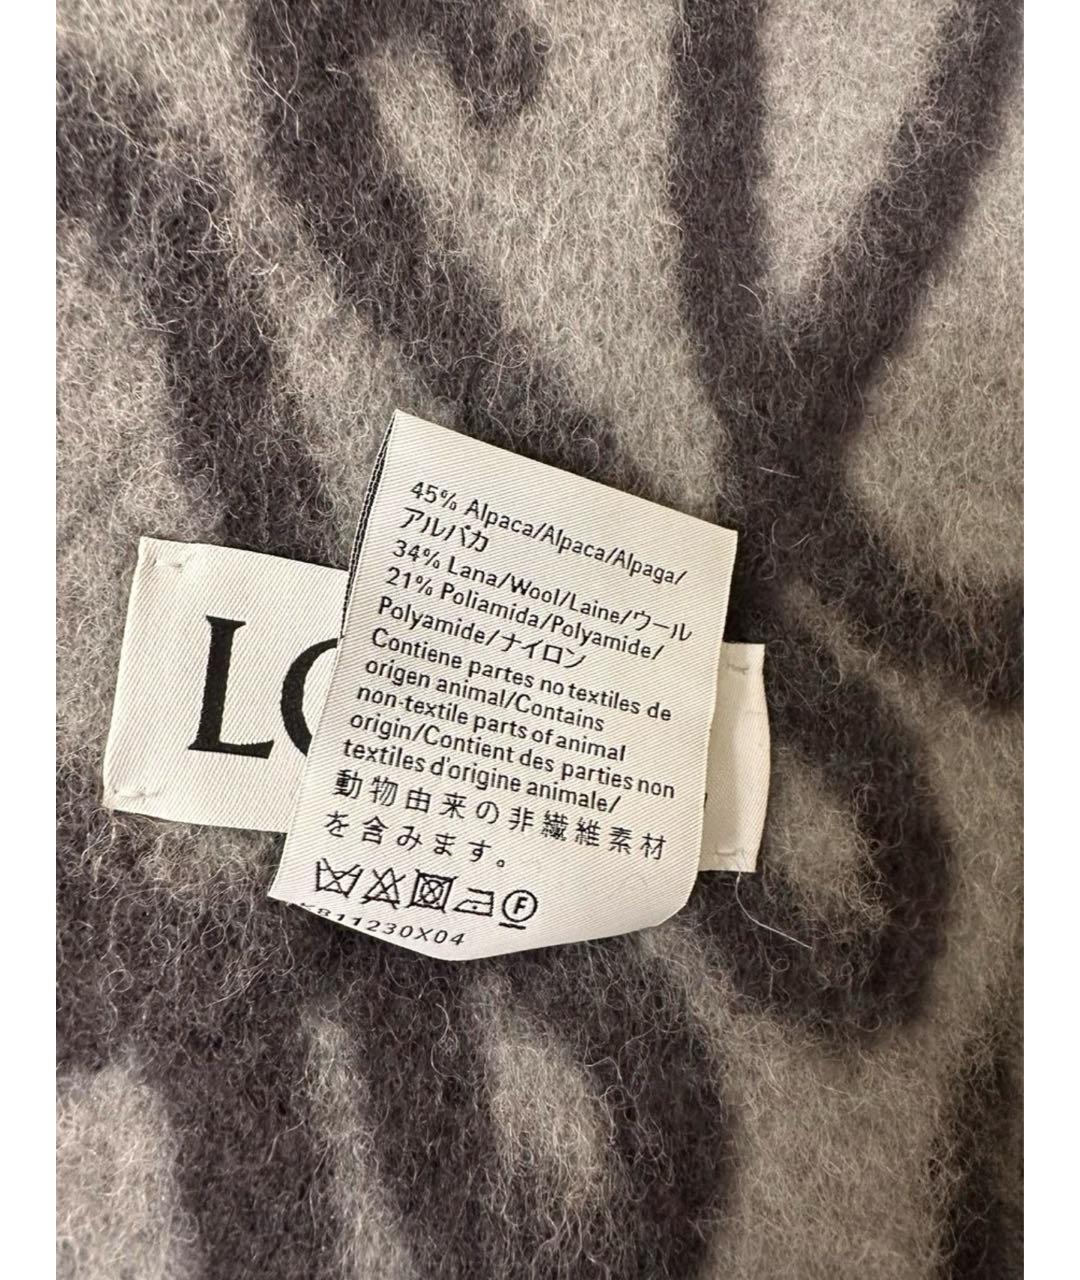 45% Alpaca/Alpaca/Alpaga/
アルパカ
34% Lana/Wool/Laine/ウール
21% Poliamida/Polyamide/
Polyamide/ナイロン
Contiene partes no textiles de
origen animal/Contains
non-textile parts of animal
origin/Contient des parties non
textiles d'origine animale/
動物由来の非繊維素材
を含みます。
F